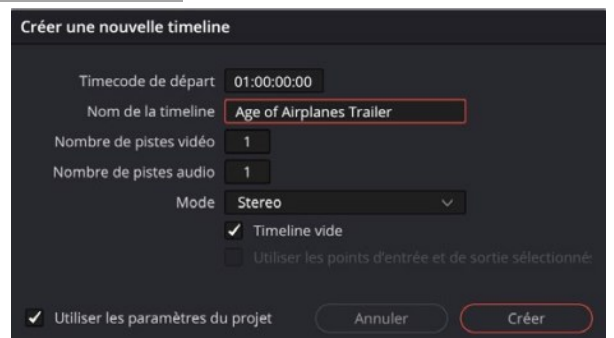 Créer une nouvelle timeline
Timecode de départ 01:00:00:00
Nom de la timeline Age of Airplanes Trailer
Nombre de pistes vidéo 1
Nombre de pistes audio 1
Mode Stereo
Timeline vide
Utiliser les points d'entrée et de sortie sélectionné
Utiliser les paramètres du projet Annuler Créer